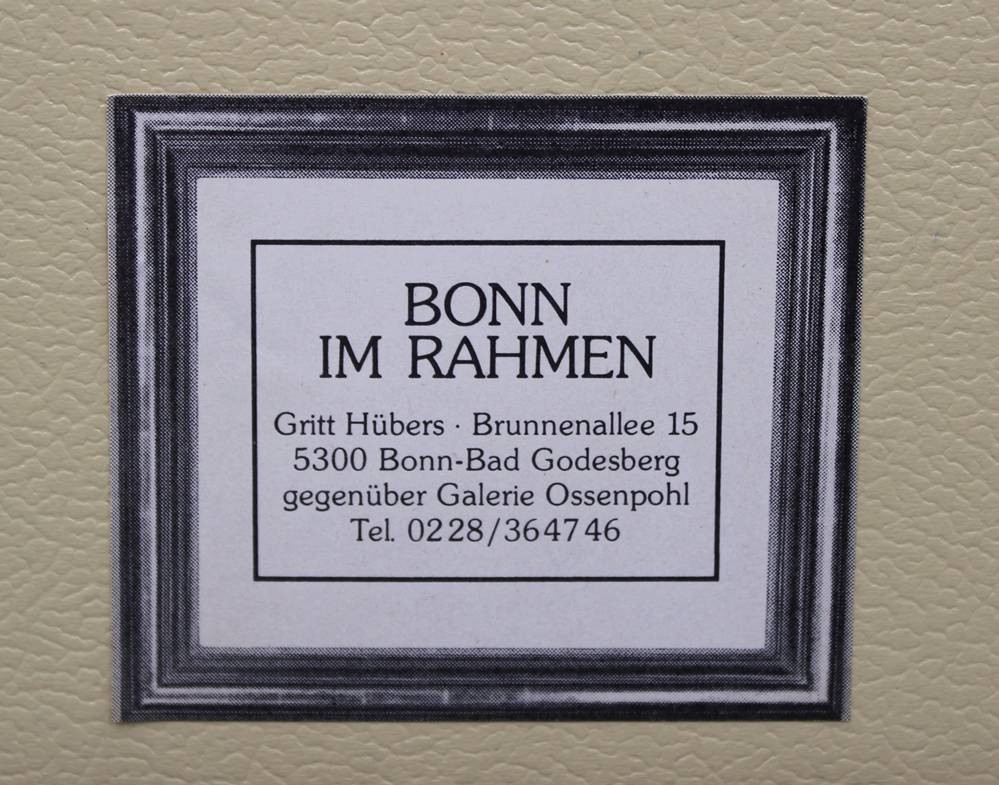 BONN
IM RAHMEN
Gritt Hübers · Brunnenallee 15
5300 Bonn-Bad Godesberg
gegenüber Galerie Ossenpohl
Tel. 0228/364746